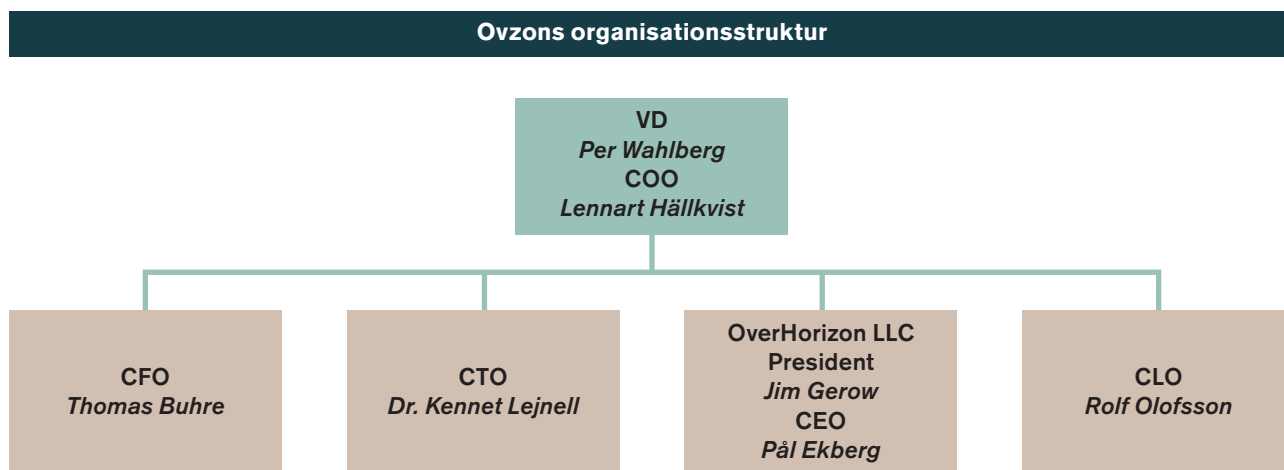 Ovzons organisationsstruktur
VD
Per Wahlberg
COO
Lennart Hällkvist
CFO
Thomas Buhre
CTO
Dr. Kennet Lejnell
OverHorizon LLC
President
Jim Gerow
CEO
Pål Ekberg
CLO
Rolf Olofsson